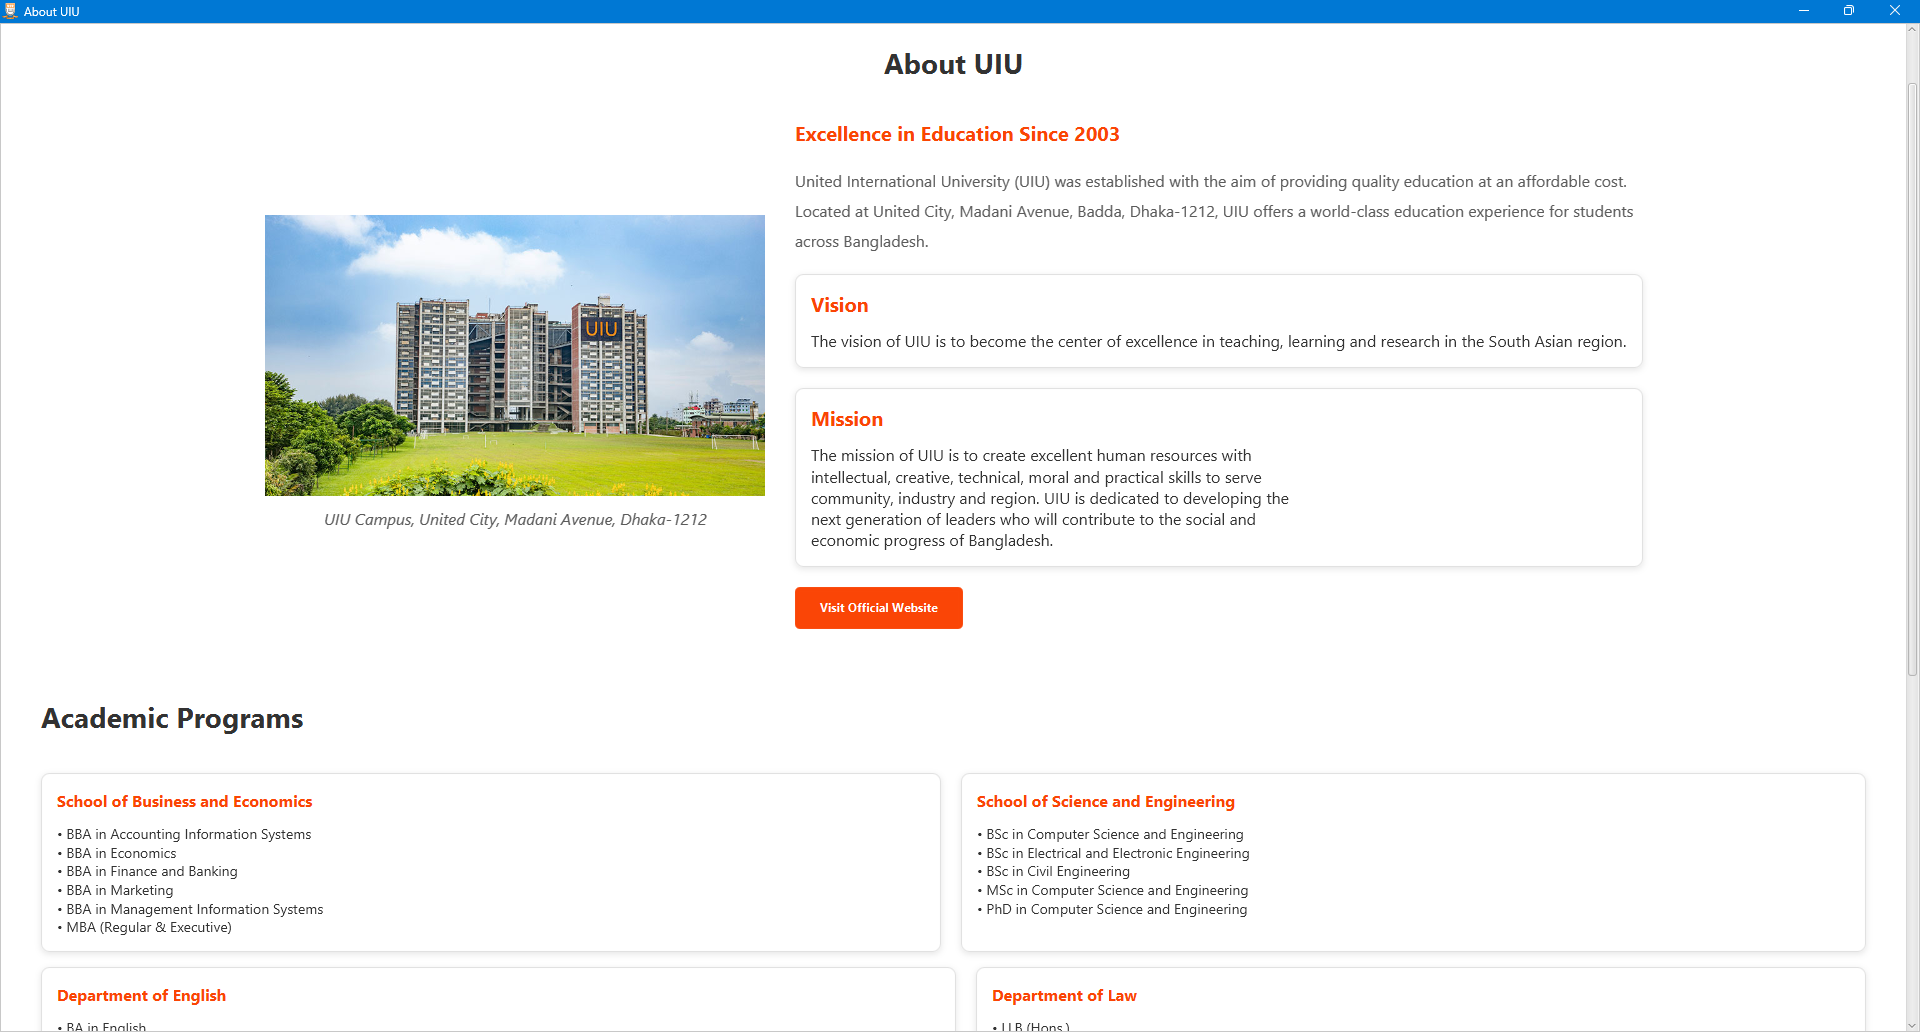 About UIU
About UIU
Excellence in Education Since 2003
United International University (UIU) was established with the aim of providing quality education at an affordable cost.
Located at United City, Madani Avenue, Badda, Dhaka-1212, UIU offers a world-class education experience for students
across Bangladesh.
UIU
UIU Campus, United City, Madani Avenue, Dhaka-1212
Vision
The vision of UIU is to become the center of excellence in teaching, learning and research in the South Asian region.
Mission
The mission of UIU is to create excellent human resources with
intellectual, creative, technical, moral and practical skills to serve
community, industry and region. UIU is dedicated to developing the
next generation of leaders who will contribute to the social and
economic progress of Bangladesh.
Visit Official Website
Academic Programs
School of Business and Economics
• BBA in Accounting Information Systems
• BBA in Economics
• BBA in Finance and Banking
• BBA in Marketing
• BBA in Management Information Systems
• MBA (Regular & Executive)
School of Science and Engineering
• BSc in Computer Science and Engineering
• BSc in Electrical and Electronic Engineering
• BSc in Civil Engineering
• MSc in Computer Science and Engineering
• PhD in Computer Science and Engineering
Department of English
• BA in English
Department of Law
• LLB (Hons.)